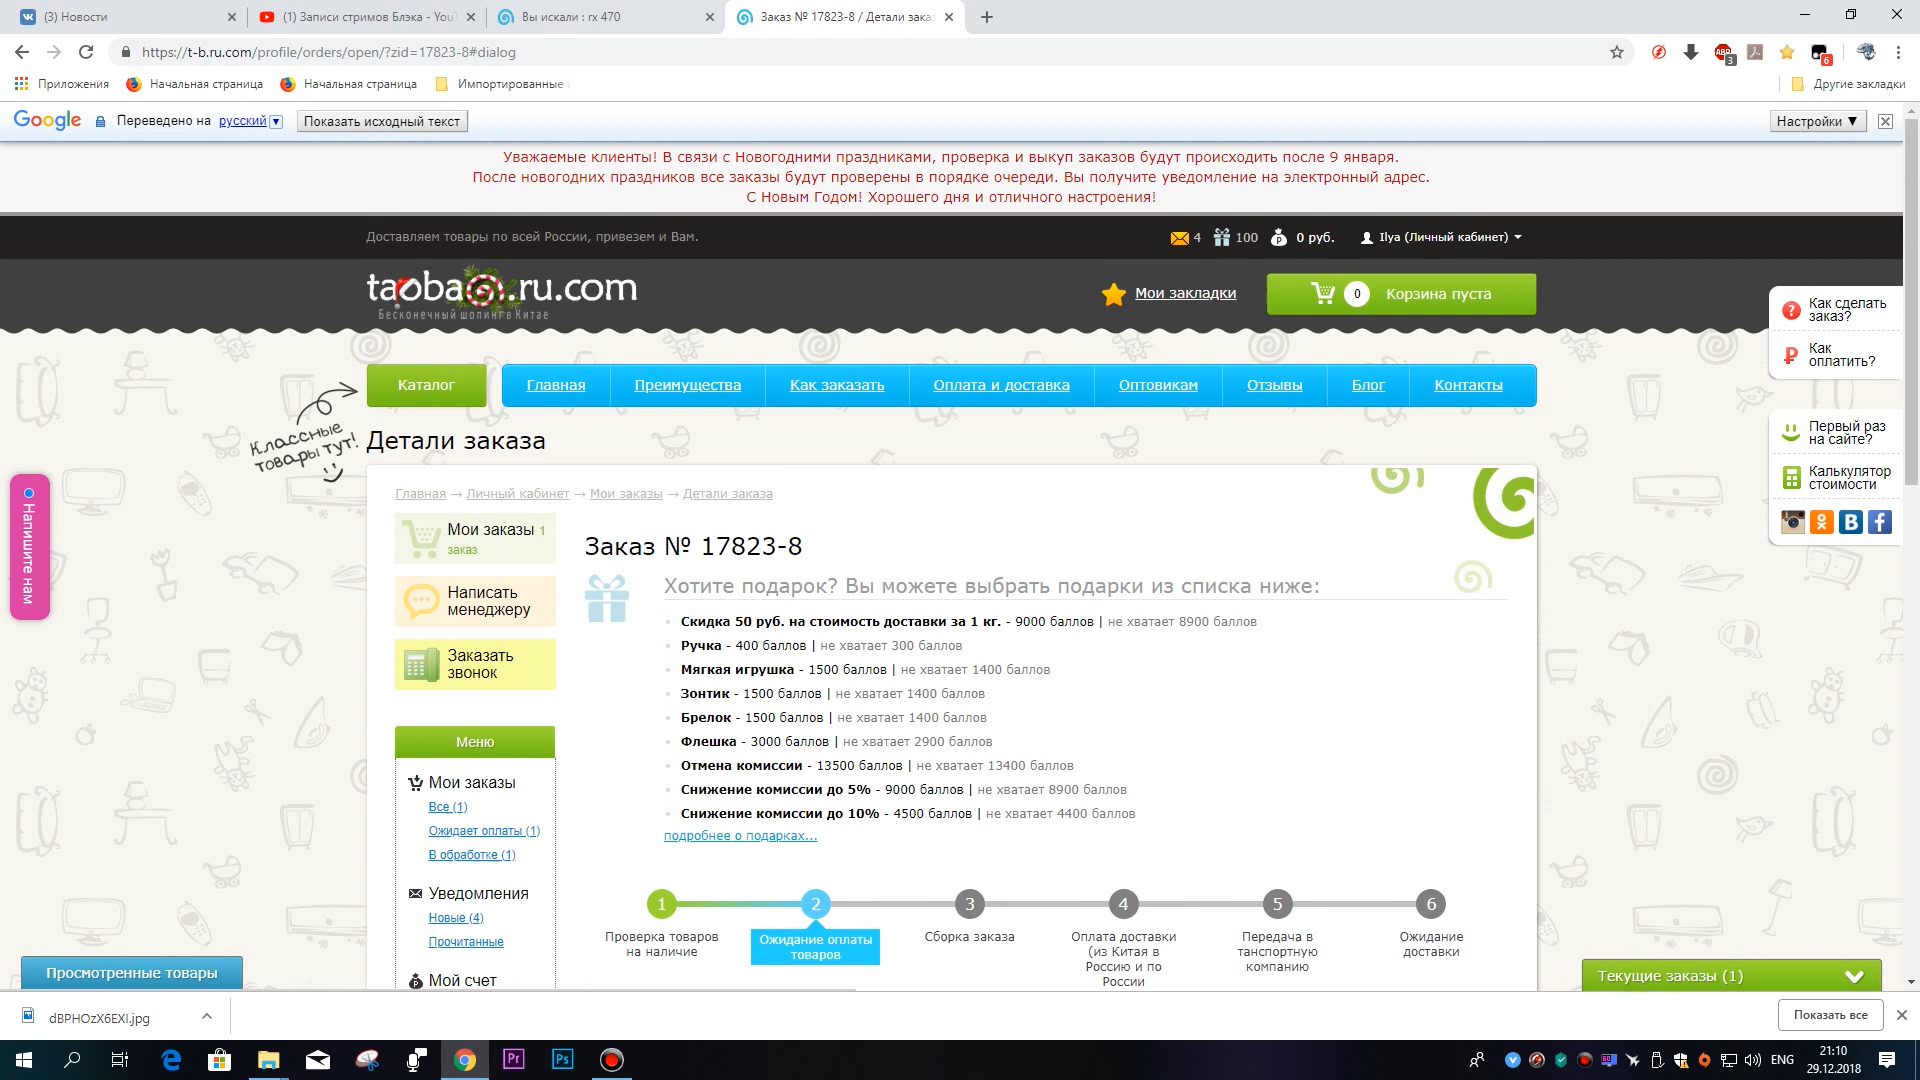 (3) Новости
(1) Записи стримов Блэка - You
Вы искали : rx 470
Заказ № 17823-8 / Детали зака
https://t-b.ru.com/profile/orders/open/?zid=17823-8#dialog
ABP
3
6
Приложения
Начальная страница
Начальная страница
Импортированные
Другие закладки
Google
Переведено на
русский
Показать исходный текст
Настройки ▼
Уважаемые клиенты! В связи с Новогодними праздниками, проверка и выкуп заказов будут происходить после 9 января.
После новогодних праздников все заказы будут проверены в порядке очереди. Вы получите уведомление на электронный адрес.
С Новым Годом! Хорошего дня и отличного настроения!
Доставляем товары по всей России, привезем и Вам.
4
100
0 руб.
Ilya (Личный кабинет)
taobao.ru.com
Бесконечный шопинг в Китае
Мои закладки
0
Корзина пуста
Как сделать
заказ?
Как
оплатить?
Первый раз
на сайте?
Калькулятор
стоимости
Классные
товары тут!
Каталог
Главная
Преимущества
Как заказать
Оплата и доставка
Оптовикам
Отзывы
Блог
Контакты
Детали заказа
Напишите нам
Главная → Личный кабинет → Мои заказы → Детали заказа
Мои заказы 1
заказ
Написать
менеджеру
Заказать
звонок
Заказ № 17823-8
Хотите подарок? Вы можете выбрать подарки из списка ниже:
Скидка 50 руб. на стоимость доставки за 1 кг. - 9000 баллов | не хватает 8900 баллов
Ручка - 400 баллов | не хватает 300 баллов
Мягкая игрушка - 1500 баллов | не хватает 1400 баллов
Зонтик - 1500 баллов | не хватает 1400 баллов
Брелок - 1500 баллов | не хватает 1400 баллов
Флешка - 3000 баллов | не хватает 2900 баллов
Отмена комиссии - 13500 баллов | не хватает 13400 баллов
Снижение комиссии до 5% - 9000 баллов | не хватает 8900 баллов
Снижение комиссии до 10% - 4500 баллов | не хватает 4400 баллов
подробнее о подарках...
Меню
Мои заказы
Все (1)
Ожидает оплаты (1)
В обработке (1)
Уведомления
Новые (4)
Прочитанные
Мой счет
1
2
3
4
5
6
Проверка товаров
на наличие
Ожидание оплаты
товаров
Сборка заказа
Оплата доставки
(из Китая в
Россию и по
России
Передача в
танспортную
компанию
Ожидание
доставки
Просмотренные товары
Текущие заказы (1)
dBPHOzX6EXI.jpg
Показать все
Pr
Ps
60
ENG
21:10
29.12.2018